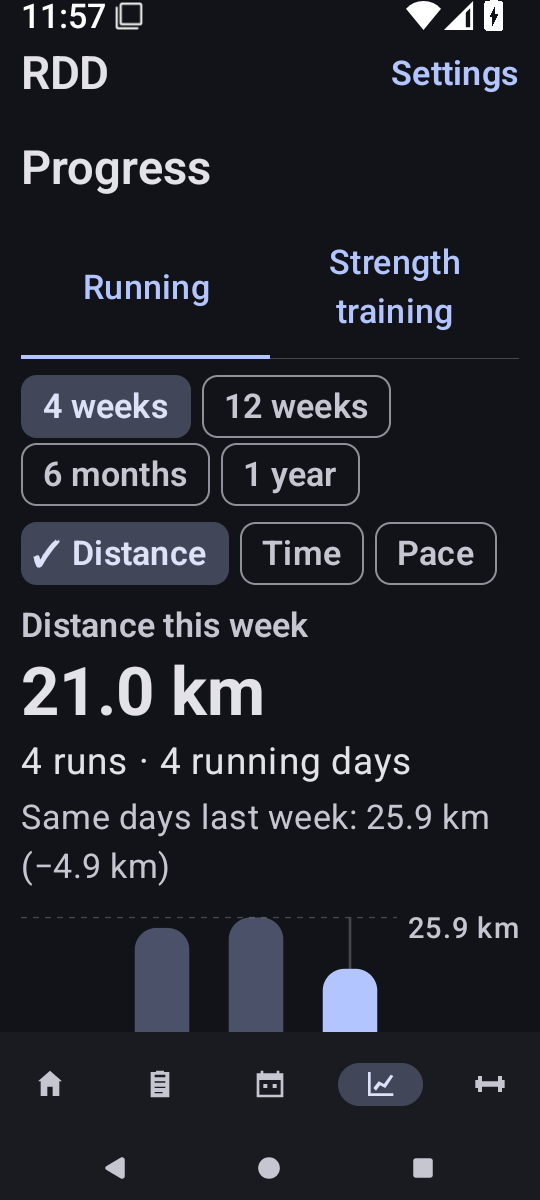 11:57
RDD
Settings
Progress
Running
Strength
training
4 weeks
12 weeks
6 months
1 year
✓ Distance
Time
Pace
Distance this week
21.0 km
4 runs · 4 running days
Same days last week: 25.9 km
(−4.9 km)
25.9 km